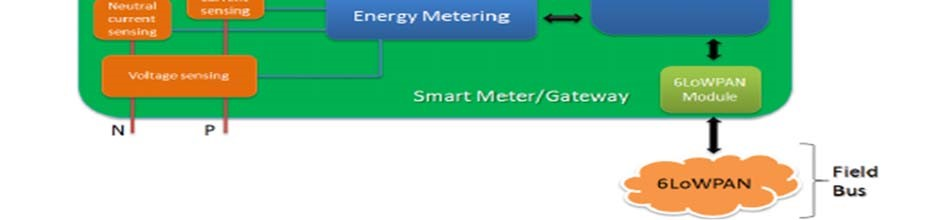 Neutral
current
sensing
sensing
Energy Metering
Voltage sensing
6LoWPAN
Module
Smart Meter/Gateway
N
P
6LoWPAN
Field
Bus